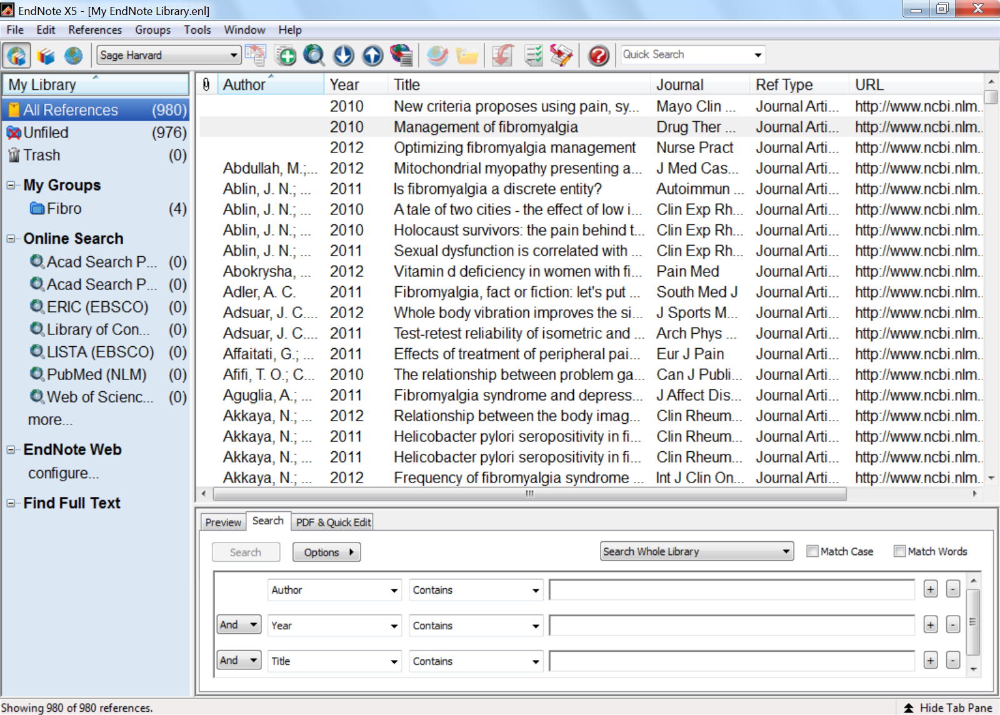 EndNote X5 - [My EndNote Library.enl]
File Edit References Groups Tools Window Help
Sage Harvard
Quick Search
My Library
All References (980)
Unfiled (976)
Trash (0)
My Groups
Fibro (4)
Online Search
Acad Search P... (0)
Acad Search P... (0)
ERIC (EBSCO) (0)
Library of Con... (0)
LISTA (EBSCO) (0)
PubMed (NLM) (0)
Web of Scienc... (0)
more...
EndNote Web
configure...
Find Full Text
Author Year Title Journal Ref Type URL
2010 New criteria proposes using pain, sy... Mayo Clin ... Journal Arti... http://www.ncbi.nlm..
2010 Management of fibromyalgia Drug Ther ... Journal Arti... http://www.ncbi.nlm..
2012 Optimizing fibromyalgia management Nurse Pract Journal Arti... http://www.ncbi.nlm..
Abdullah, M.;... 2012 Mitochondrial myopathy presenting a... J Med Cas... Journal Arti... http://www.ncbi.nlm..
Ablin, J. N.; ... 2011 Is fibromyalgia a discrete entity? Autoimmun ... Journal Arti... http://www.ncbi.nlm..
Ablin, J. N.; ... 2010 A tale of two cities - the effect of low i... Clin Exp Rh... Journal Arti... http://www.ncbi.nlm..
Ablin, J. N.; ... 2010 Holocaust survivors: the pain behind t... Clin Exp Rh... Journal Arti... http://www.ncbi.nlm..
Ablin, J. N.; ... 2011 Sexual dysfunction is correlated with ... Clin Exp Rh... Journal Arti... http://www.ncbi.nlm..
Abokrysha, ... 2012 Vitamin d deficiency in women with fi... Pain Med Journal Arti... http://www.ncbi.nlm..
Adler, A. C. 2011 Fibromyalgia, fact or fiction: let's put ... South Med J Journal Arti... http://www.ncbi.nlm..
Adsuar, J. C.... 2012 Whole body vibration improves the si... J Sports M... Journal Arti... http://www.ncbi.nlm..
Adsuar, J. C.... 2011 Test-retest reliability of isometric and ... Arch Phys ... Journal Arti... http://www.ncbi.nlm..
Affaitati, G.; ... 2011 Effects of treatment of peripheral pai... Eur J Pain Journal Arti... http://www.ncbi.nlm..
Afifi, T. O.; C... 2010 The relationship between problem ga... Can J Publi... Journal Arti... http://www.ncbi.nlm..
Aguglia, A.; ... 2011 Fibromyalgia syndrome and depress... J Affect Dis... Journal Arti... http://www.ncbi.nlm..
Akkaya, N.; ... 2012 Relationship between the body imag... Clin Rheum... Journal Arti... http://www.ncbi.nlm..
Akkaya, N.; ... 2011 Helicobacter pylori seropositivity in fi... Clin Rheum... Journal Arti... http://www.ncbi.nlm..
Akkaya, N.; ... 2011 Helicobacter pylori seropositivity in fi... Clin Rheum... Journal Arti... http://www.ncbi.nlm..
Akkaya, N.; ... 2012 Frequency of fibromyalgia syndrome ... Int J Clin On... Journal Arti... http://www.ncbi.nlm..
Preview Search PDF & Quick Edit
Search Options Search Whole Library Match Case Match Words
Author Contains + -
And Year Contains + -
And Title Contains + -
Showing 980 of 980 references. Hide Tab Pane